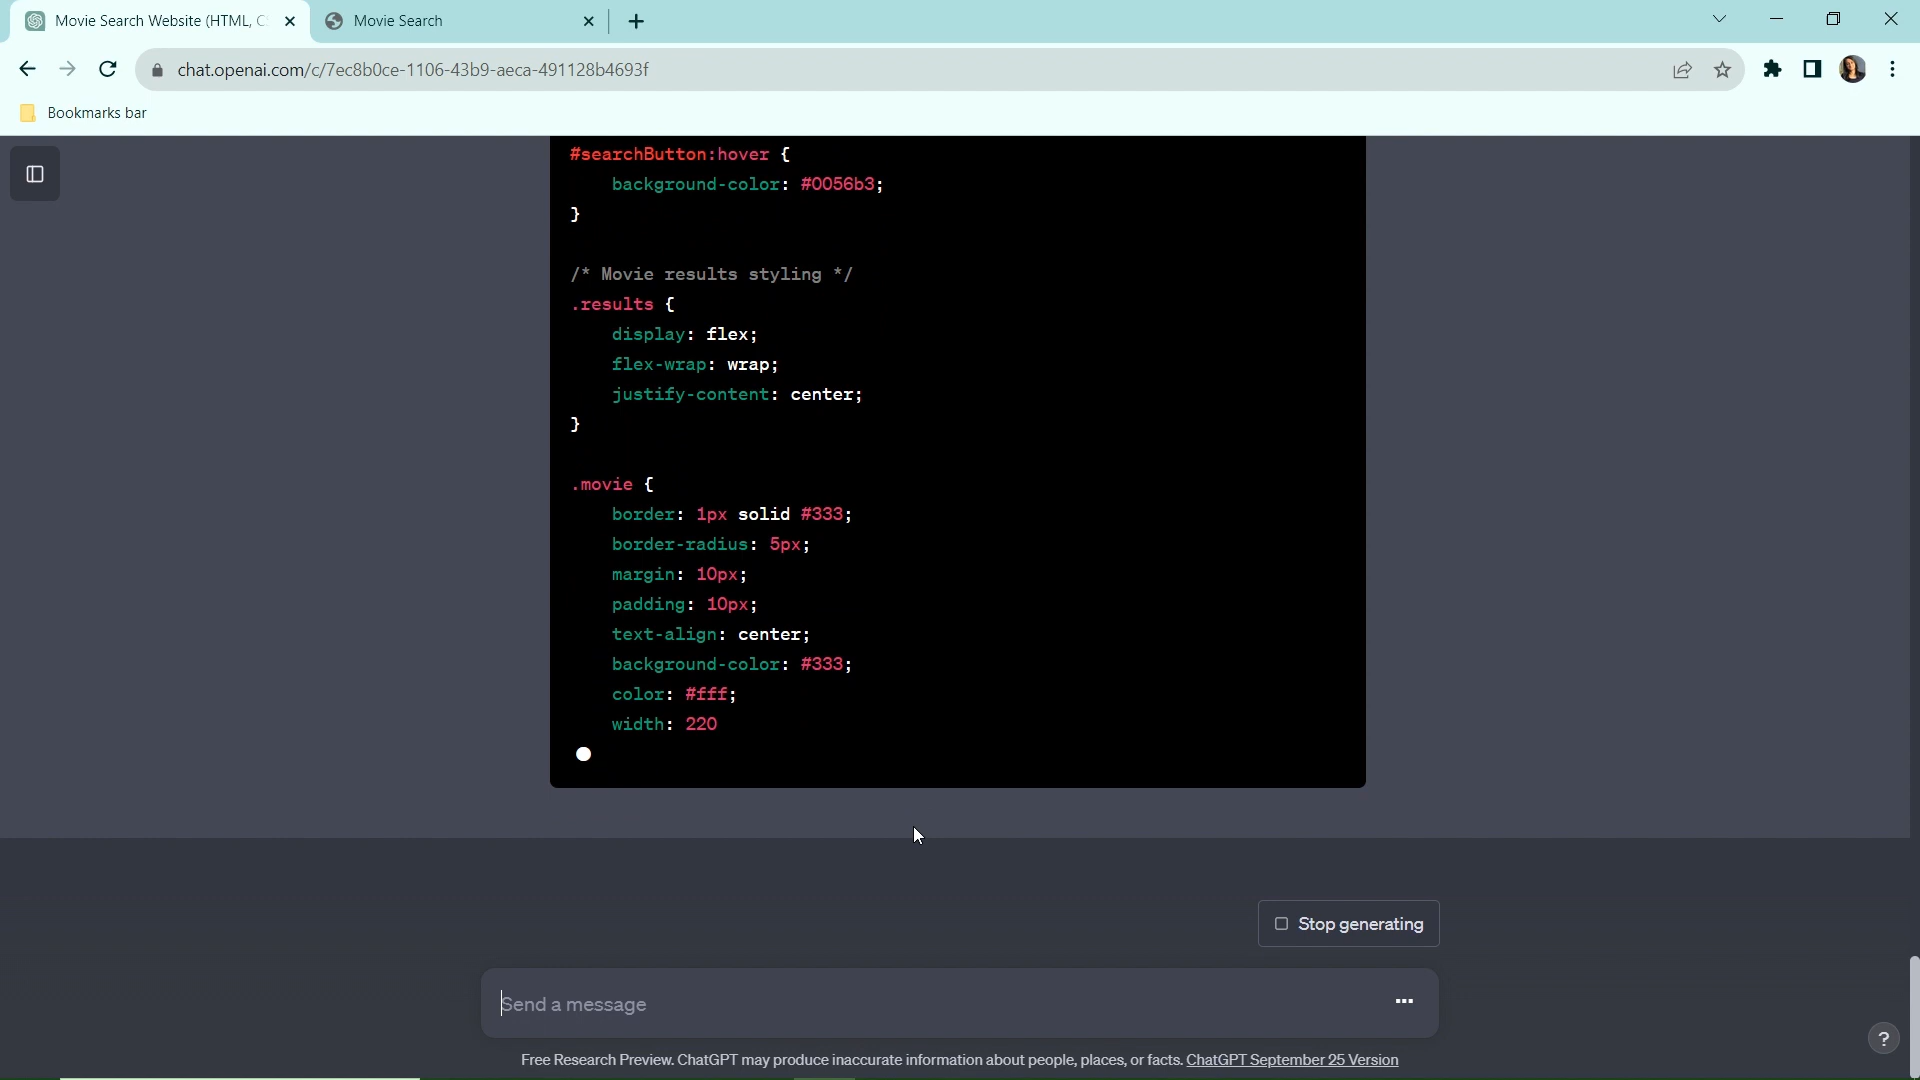 Movie Search Website (HTML, C
Movie Search
chat.openai.com/c/7ec8b0ce-1106-43b9-aeca-491128b4693f
Bookmarks bar
#searchButton:hover {
background-color: #0056b3;
}
/* Movie results styling */
.results {
display: flex;
flex-wrap: wrap;
justify-content: center;
}
.movie {
border: 1px solid #333;
border-radius: 5px;
margin: 10px;
padding: 10px;
text-align: center;
background-color: #333;
color: #fff;
width: 220
Stop generating
Send a message
Free Research Preview. ChatGPT may produce inaccurate information about people, places, or facts. ChatGPT September 25 Version
?